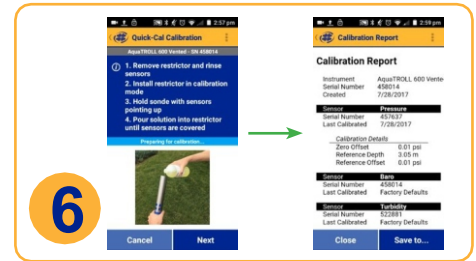 2:57 pm
Quick-Cal Calibration
AquaTROLL 600 Vented - SN 458014
1. Remove restrictor and rinse
sensors
2. Install restrictor in calibration
mode
3. Hold sonde with sensors
pointing up
4. Pour solution into restrictor
until sensors are covered
Preparing for calibration...
Cancel Next
2:59 pm
Calibration Report
Calibration Report
Instrument AquaTROLL 600 Vente
Serial Number 458014
Created 7/28/2017
Sensor Pressure
Serial Number 457637
Last Calibrated 7/28/2017
Calibration Details
Zero Offset 0.01 psi
Reference Depth 3.05 m
Reference Offset 0.01 psi
Sensor Baro
Serial Number 458014
Last Calibrated Factory Defaults
Sensor Turbidity
Serial Number 522881
Last Calibrated Factory Defaults
Close Save to...
6